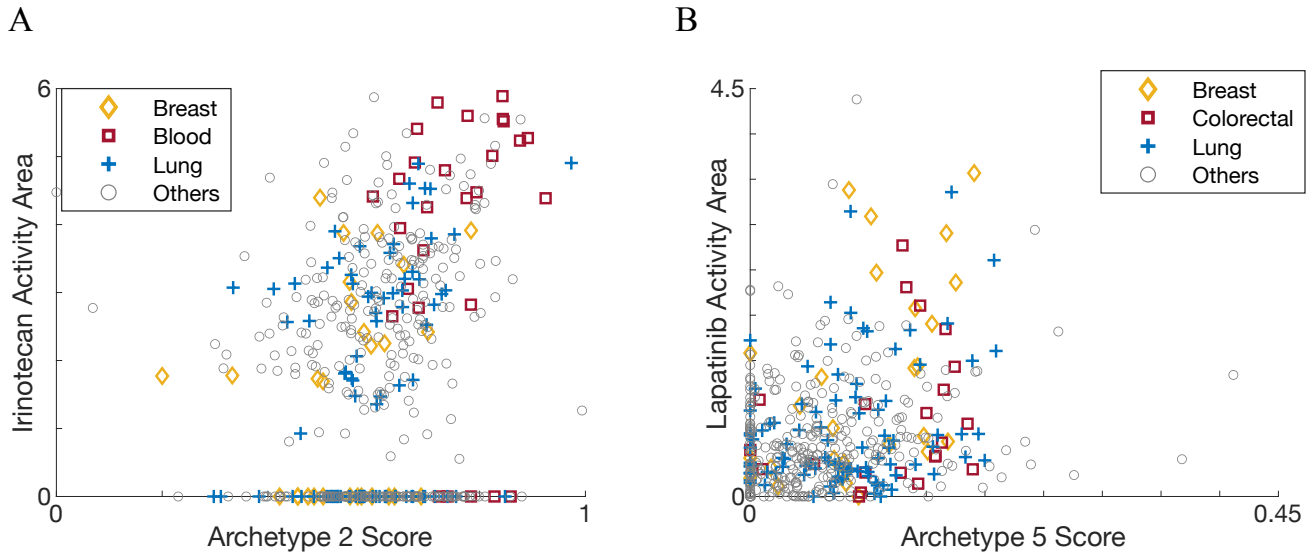 A
6
Breast
Blood
Lung
Others
Irinotecan Activity Area
0
0
1
Archetype 2 Score
B
4.5
Breast
Colorectal
Lung
Others
Lapatinib Activity Area
0
0
0.45
Archetype 5 Score